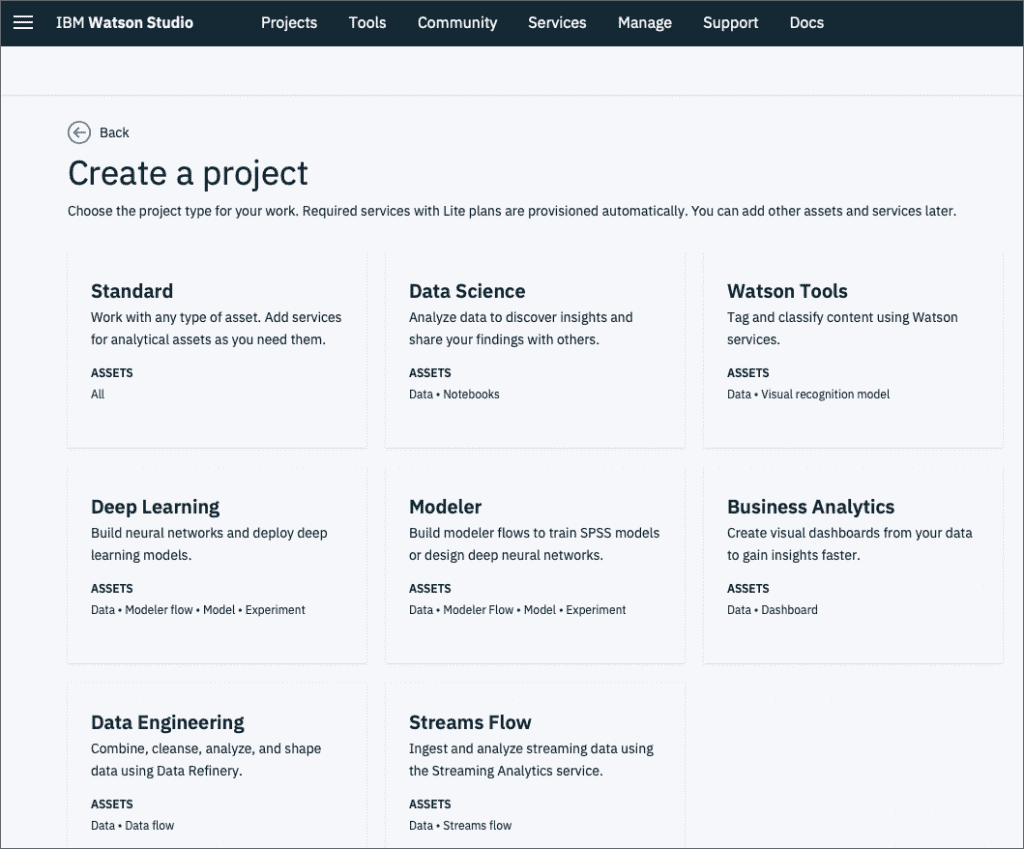 IBM Watson Studio Projects Tools Community Services Manage Support Docs
Back
Create a project
Choose the project type for your work. Required services with Lite plans are provisioned automatically. You can add other assets and services later.
Standard
Work with any type of asset. Add services
for analytical assets as you need them.
ASSETS
All
Data Science
Analyze data to discover insights and
share your findings with others.
ASSETS
Data • Notebooks
Watson Tools
Tag and classify content using Watson
services.
ASSETS
Data • Visual recognition model
Deep Learning
Build neural networks and deploy deep
learning models.
ASSETS
Data • Modeler flow • Model • Experiment
Modeler
Build modeler flows to train SPSS models
or design deep neural networks.
ASSETS
Data • Modeler Flow • Model • Experiment
Business Analytics
Create visual dashboards from your data
to gain insights faster.
ASSETS
Data • Dashboard
Data Engineering
Combine, cleanse, analyze, and shape
data using Data Refinery.
ASSETS
Data • Data flow
Streams Flow
Ingest and analyze streaming data using
the Streaming Analytics service.
ASSETS
Data • Streams flow